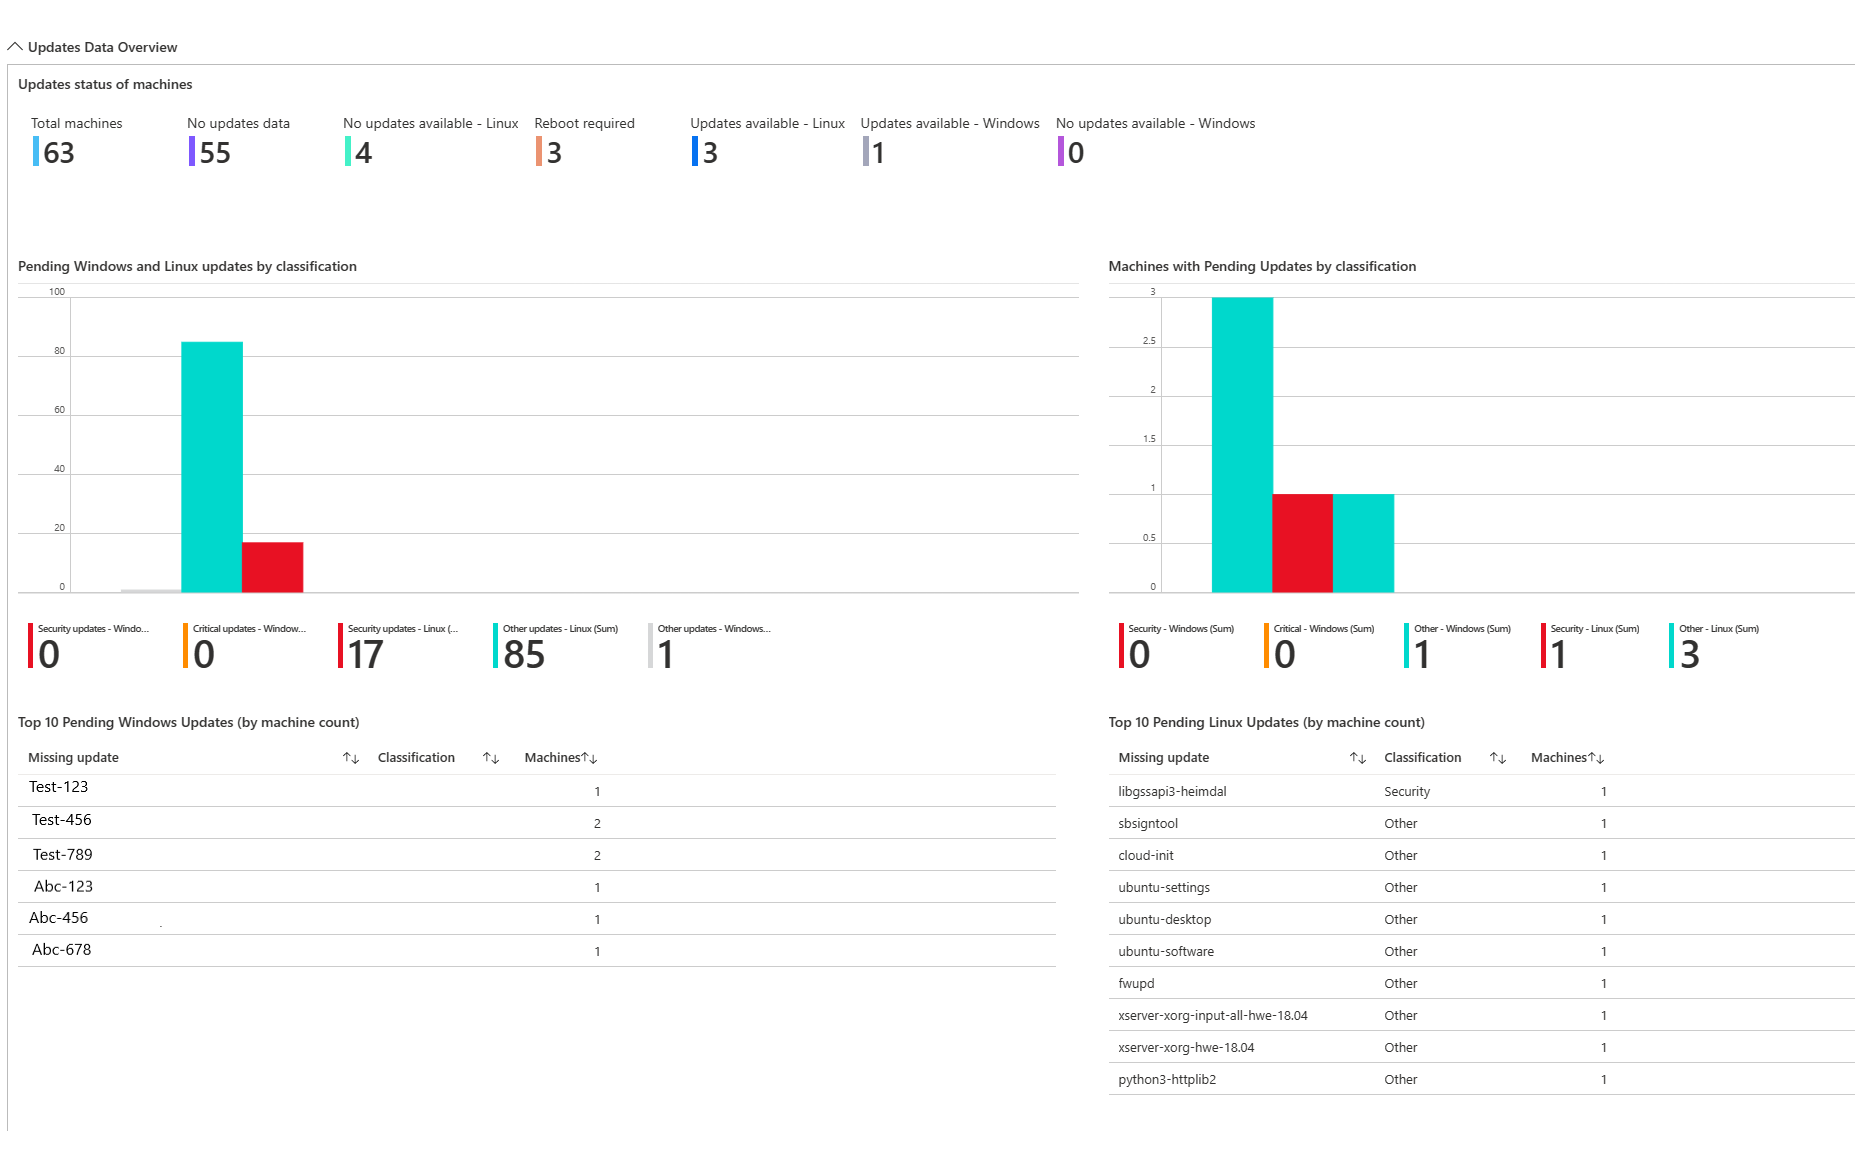 Updates Data Overview
Updates status of machines
Total machines
63
No updates data
55
No updates available - Linux
4
Reboot required
3
Updates available - Linux
3
Updates available - Windows
1
No updates available - Windows
0
Pending Windows and Linux updates by classification
100
80
60
40
20
0
Security updates - Windo...
0
Critical updates - Window...
0
Security updates - Linux (...
17
Other updates - Linux (Sum)
85
Other updates - Windows...
1
Machines with Pending Updates by classification
3
2.5
2
1.5
1
0.5
0
Security - Windows (Sum)
0
Critical - Windows (Sum)
0
Other - Windows (Sum)
1
Security - Linux (Sum)
1
Other - Linux (Sum)
3
Top 10 Pending Windows Updates (by machine count)
Missing update ↑↓ Classification ↑↓ Machines↑↓
Test-123 1
Test-456 2
Test-789 2
Abc-123 1
Abc-456 1
Abc-678 1
Top 10 Pending Linux Updates (by machine count)
Missing update ↑↓ Classification ↑↓ Machines↑↓
libgssapi3-heimdal Security 1
sbsigntool Other 1
cloud-init Other 1
ubuntu-settings Other 1
ubuntu-desktop Other 1
ubuntu-software Other 1
fwupd Other 1
xserver-xorg-input-all-hwe-18.04 Other 1
xserver-xorg-hwe-18.04 Other 1
python3-httplib2 Other 1